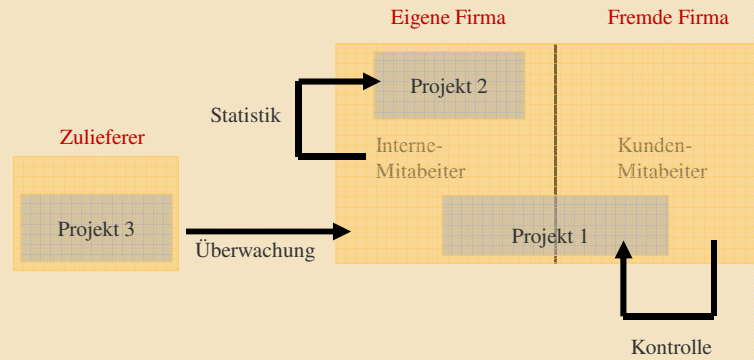 Eigene Firma
Fremde Firma
Projekt 2
Statistik
Zulieferer
Interne-
Mitabeiter
Kunden-
Mitabeiter
Projekt 3
Projekt 1
Überwachung
Kontrolle